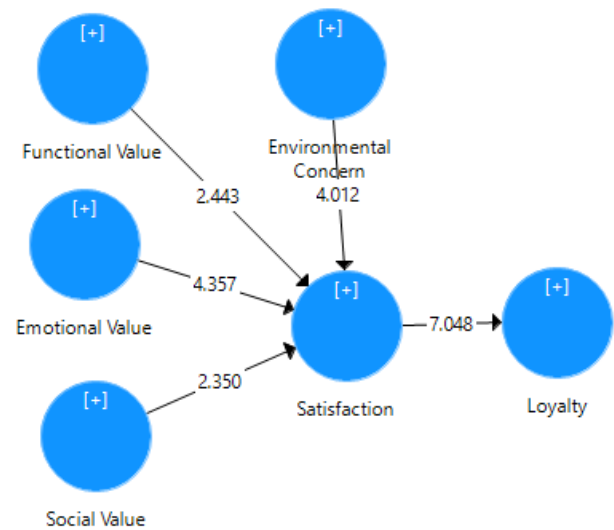 [+]
[+]
Functional Value
Environmental
Concern
2.443
4.012
[+]
4.357
[+]
[+]
Emotional Value
7.048
2.350
[+]
Satisfaction
Loyalty
Social Value